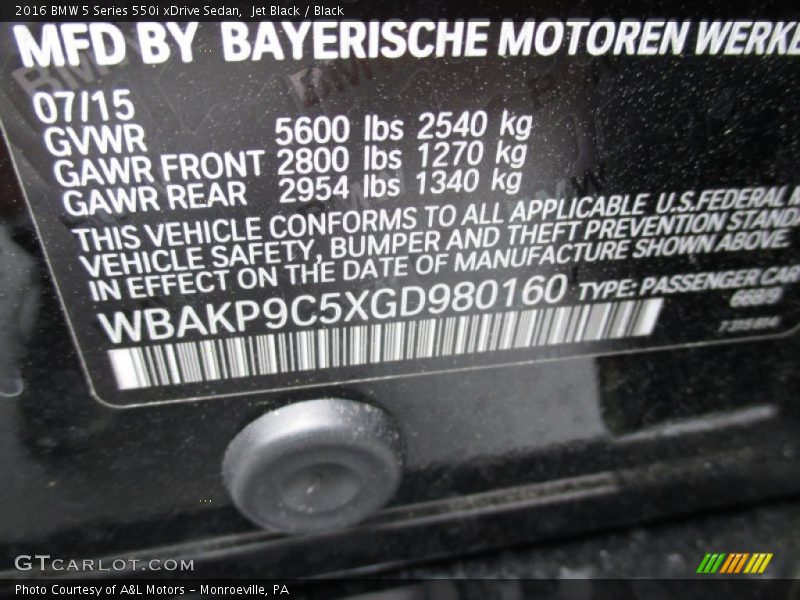 2016 BMW 5 Series 550i xDrive Sedan, Jet Black / Black
MFD BY BAYERISCHE MOTOREN WERKE
07/15
GVWR 5600 lbs 2540 kg
GAWR FRONT 2800 lbs 1270 kg
GAWR REAR 2954 lbs 1340 kg
THIS VEHICLE CONFORMS TO ALL APPLICABLE U.S.FEDERAL M
VEHICLE SAFETY, BUMPER AND THEFT PREVENTION STANDA
IN EFFECT ON THE DATE OF MANUFACTURE SHOWN ABOVE
WBAKP9C5XGD980160 TYPE: PASSENGER CAR
GTCARLOT.COM
Photo Courtesy of A&L Motors – Monroeville, PA